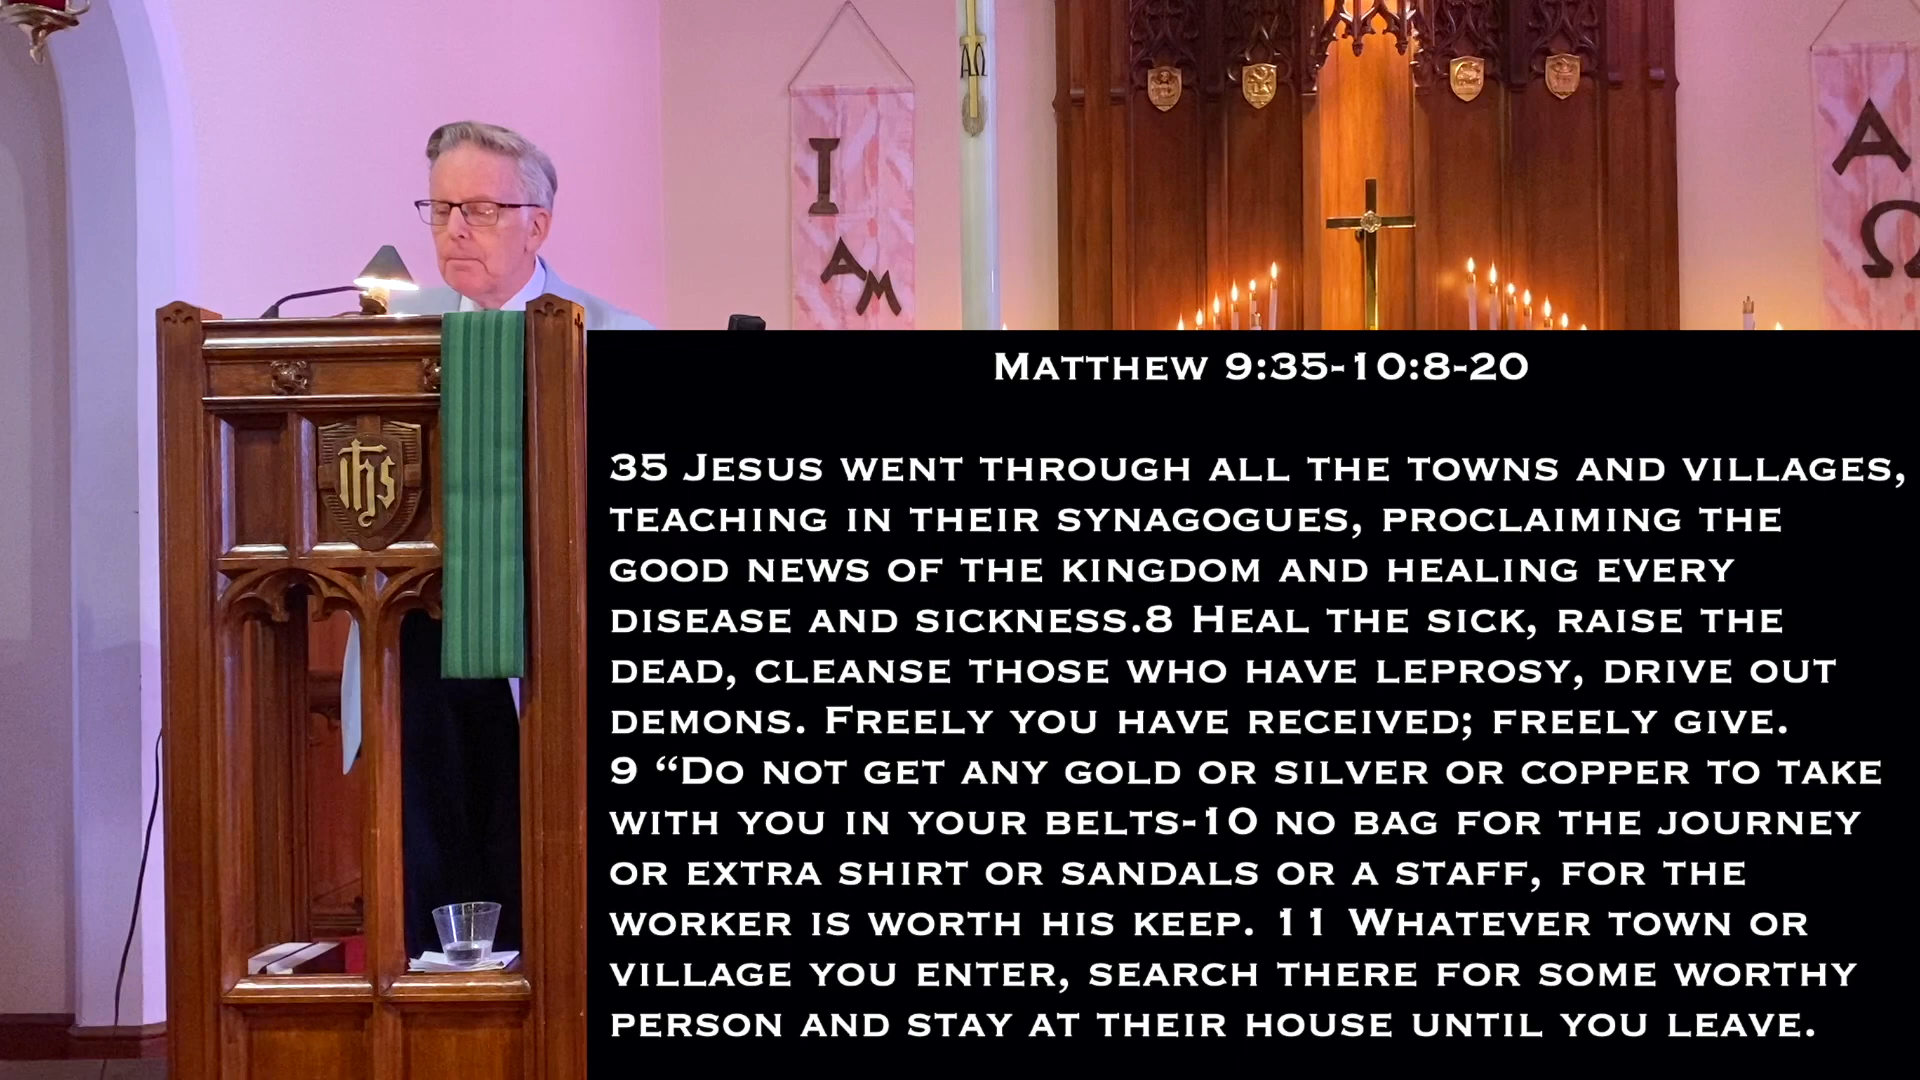 ΑΩ
I
AM
Α
Ω
ihs
MATTHEW 9:35-10:8-20
35 JESUS WENT THROUGH ALL THE TOWNS AND VILLAGES,
TEACHING IN THEIR SYNAGOGUES, PROCLAIMING THE
GOOD NEWS OF THE KINGDOM AND HEALING EVERY
DISEASE AND SICKNESS.8 HEAL THE SICK, RAISE THE
DEAD, CLEANSE THOSE WHO HAVE LEPROSY, DRIVE OUT
DEMONS. FREELY YOU HAVE RECEIVED; FREELY GIVE.
9 “DO NOT GET ANY GOLD OR SILVER OR COPPER TO TAKE
WITH YOU IN YOUR BELTS-10 NO BAG FOR THE JOURNEY
OR EXTRA SHIRT OR SANDALS OR A STAFF, FOR THE
WORKER IS WORTH HIS KEEP. 11 WHATEVER TOWN OR
VILLAGE YOU ENTER, SEARCH THERE FOR SOME WORTHY
PERSON AND STAY AT THEIR HOUSE UNTIL YOU LEAVE.